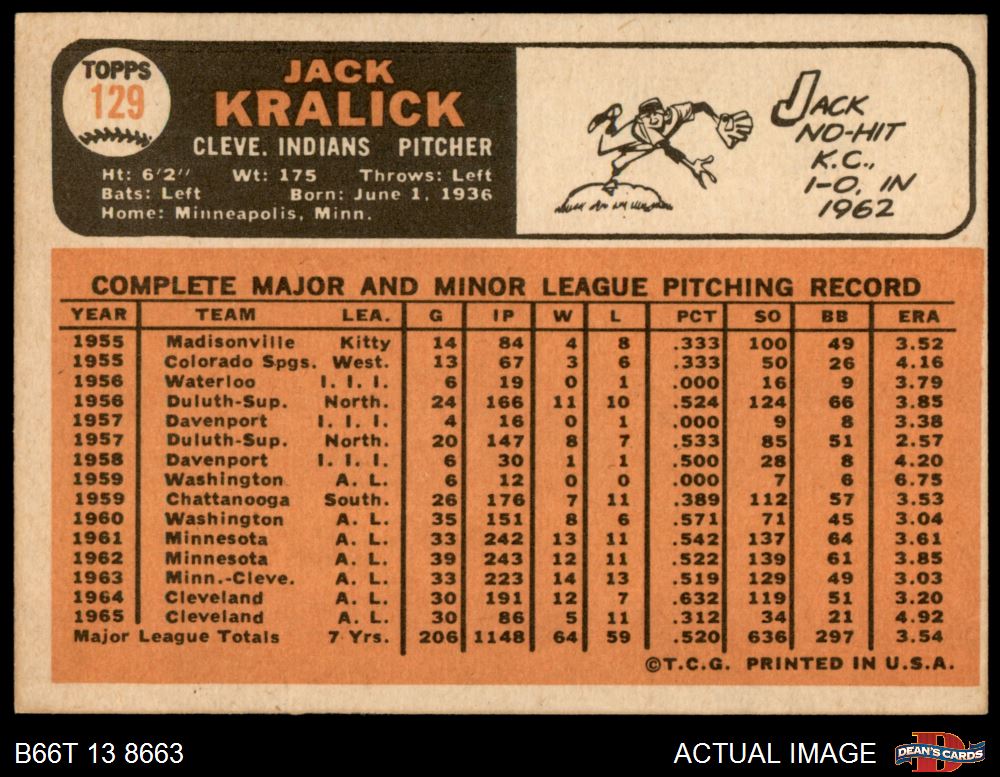 TOPPS
129
JACK
KRALICK
CLEVE. INDIANS PITCHER
Ht: 6'2" Wt: 175 Throws: Left
Bats: Left Born: June 1, 1936
Home: Minneapolis, Minn.
JACK
NO-HIT
K.C.,
1-0, IN
1962
COMPLETE MAJOR AND MINOR LEAGUE PITCHING RECORD
YEAR TEAM LEA. G IP W L PCT SO BB ERA
1955 Madisonville Kitty 14 84 4 8 .333 100 49 3.52
1955 Colorado Spgs. West. 13 67 3 6 .333 50 26 4.16
1956 Waterloo I. I. I. 6 19 0 1 .000 16 9 3.79
1956 Duluth-Sup. North. 24 166 11 10 .524 124 66 3.85
1957 Davenport I. I. I. 4 16 0 1 .000 9 8 3.38
1957 Duluth-Sup. North. 20 147 8 7 .533 85 51 2.57
1958 Davenport I. I. I. 6 30 1 1 .500 28 8 4.20
1959 Washington A. L. 6 12 0 0 .000 7 6 6.75
1959 Chattanooga South. 26 176 7 11 .389 112 57 3.53
1960 Washington A. L. 35 151 8 6 .571 71 45 3.04
1961 Minnesota A. L. 33 242 13 11 .542 137 64 3.61
1962 Minnesota A. L. 39 243 12 11 .522 139 61 3.85
1963 Minn.-Cleve. A. L. 33 223 14 13 .519 129 49 3.03
1964 Cleveland A. L. 30 191 12 7 .632 119 51 3.20
1965 Cleveland A. L. 30 86 5 11 .312 34 21 4.92
Major League Totals 7 Yrs. 206 1148 64 59 .520 636 297 3.54
©T.C.G. PRINTED IN U.S.A.
B66T 13 8663
ACTUAL IMAGE
DEAN'S CARDS